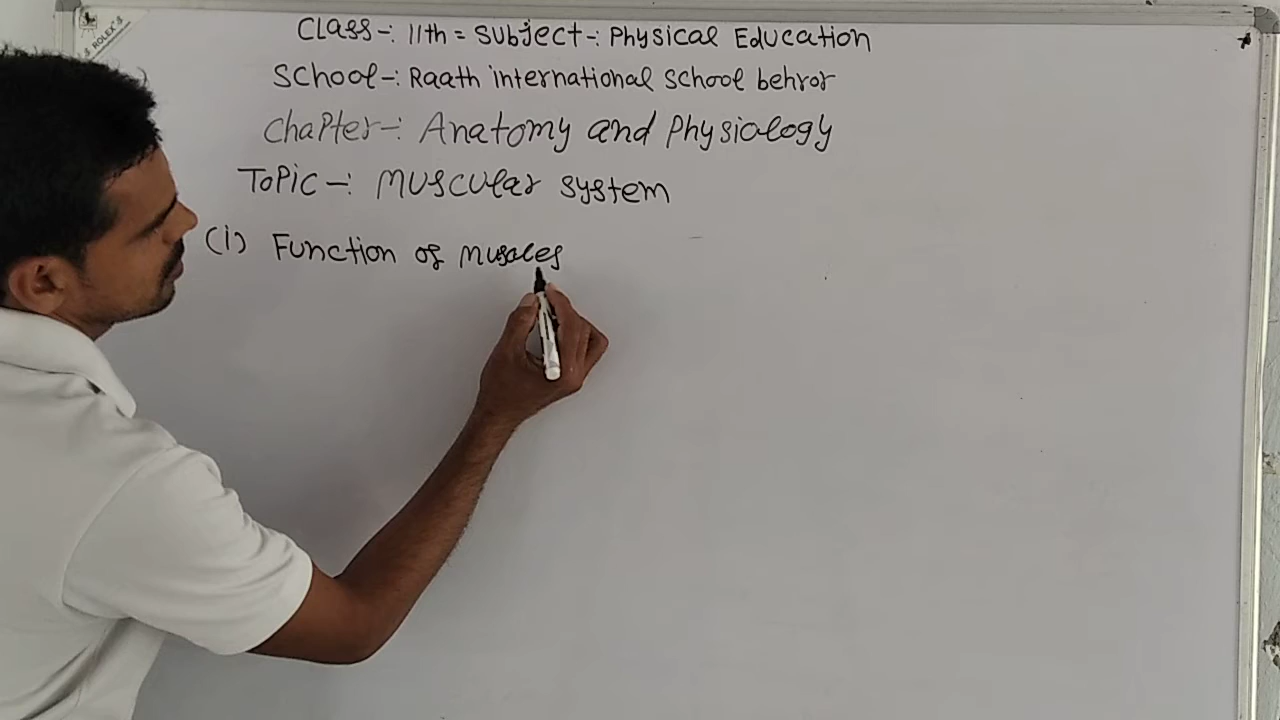 ROLEX'S
Class-: 11th = Subject-: Physical Education
School-: Raath international school behror
Chapter-: Anatomy and Physiology
Topic-: Muscular system
(i) Function of Muscles